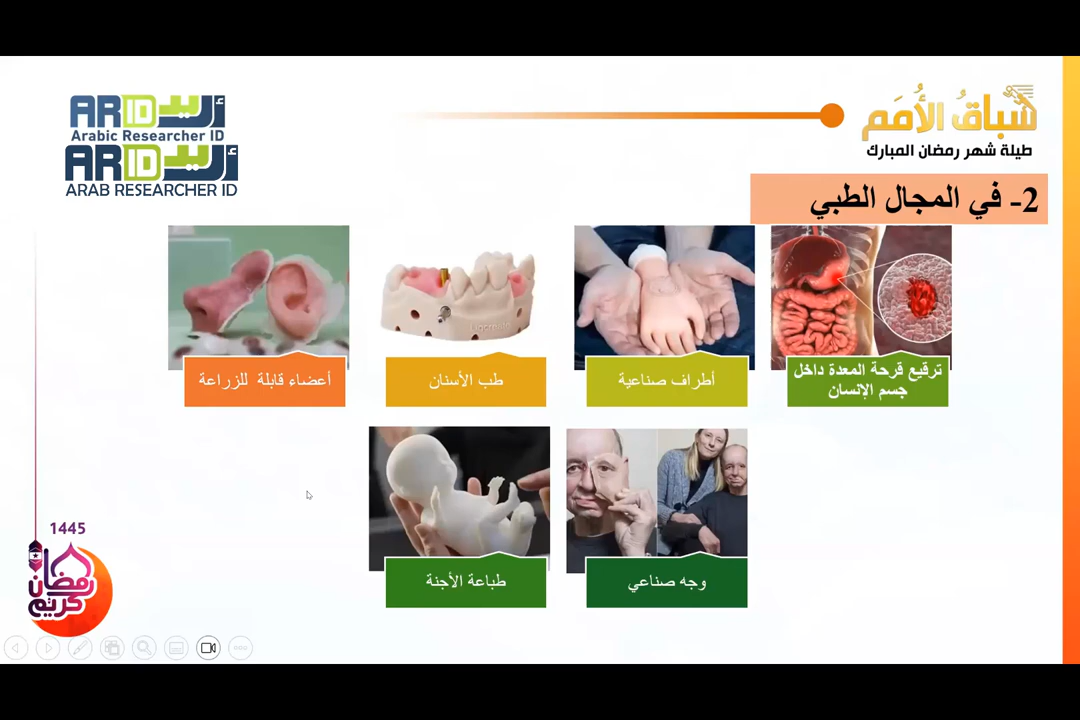 سباقُ الأُمَم
طيلة شهر رمضان المبارك
ARID أريد
Arabic Researcher ID
ARID أريد
ARAB RESEARCHER ID
2- في المجال الطبي
ترقيع قرحة المعدة داخل
جسم الإنسان
أطراف صناعية
طب الأسنان
أعضاء قابلة للزراعة
وجه صناعي
طباعة الأجنة
1445
رمضان
كريم